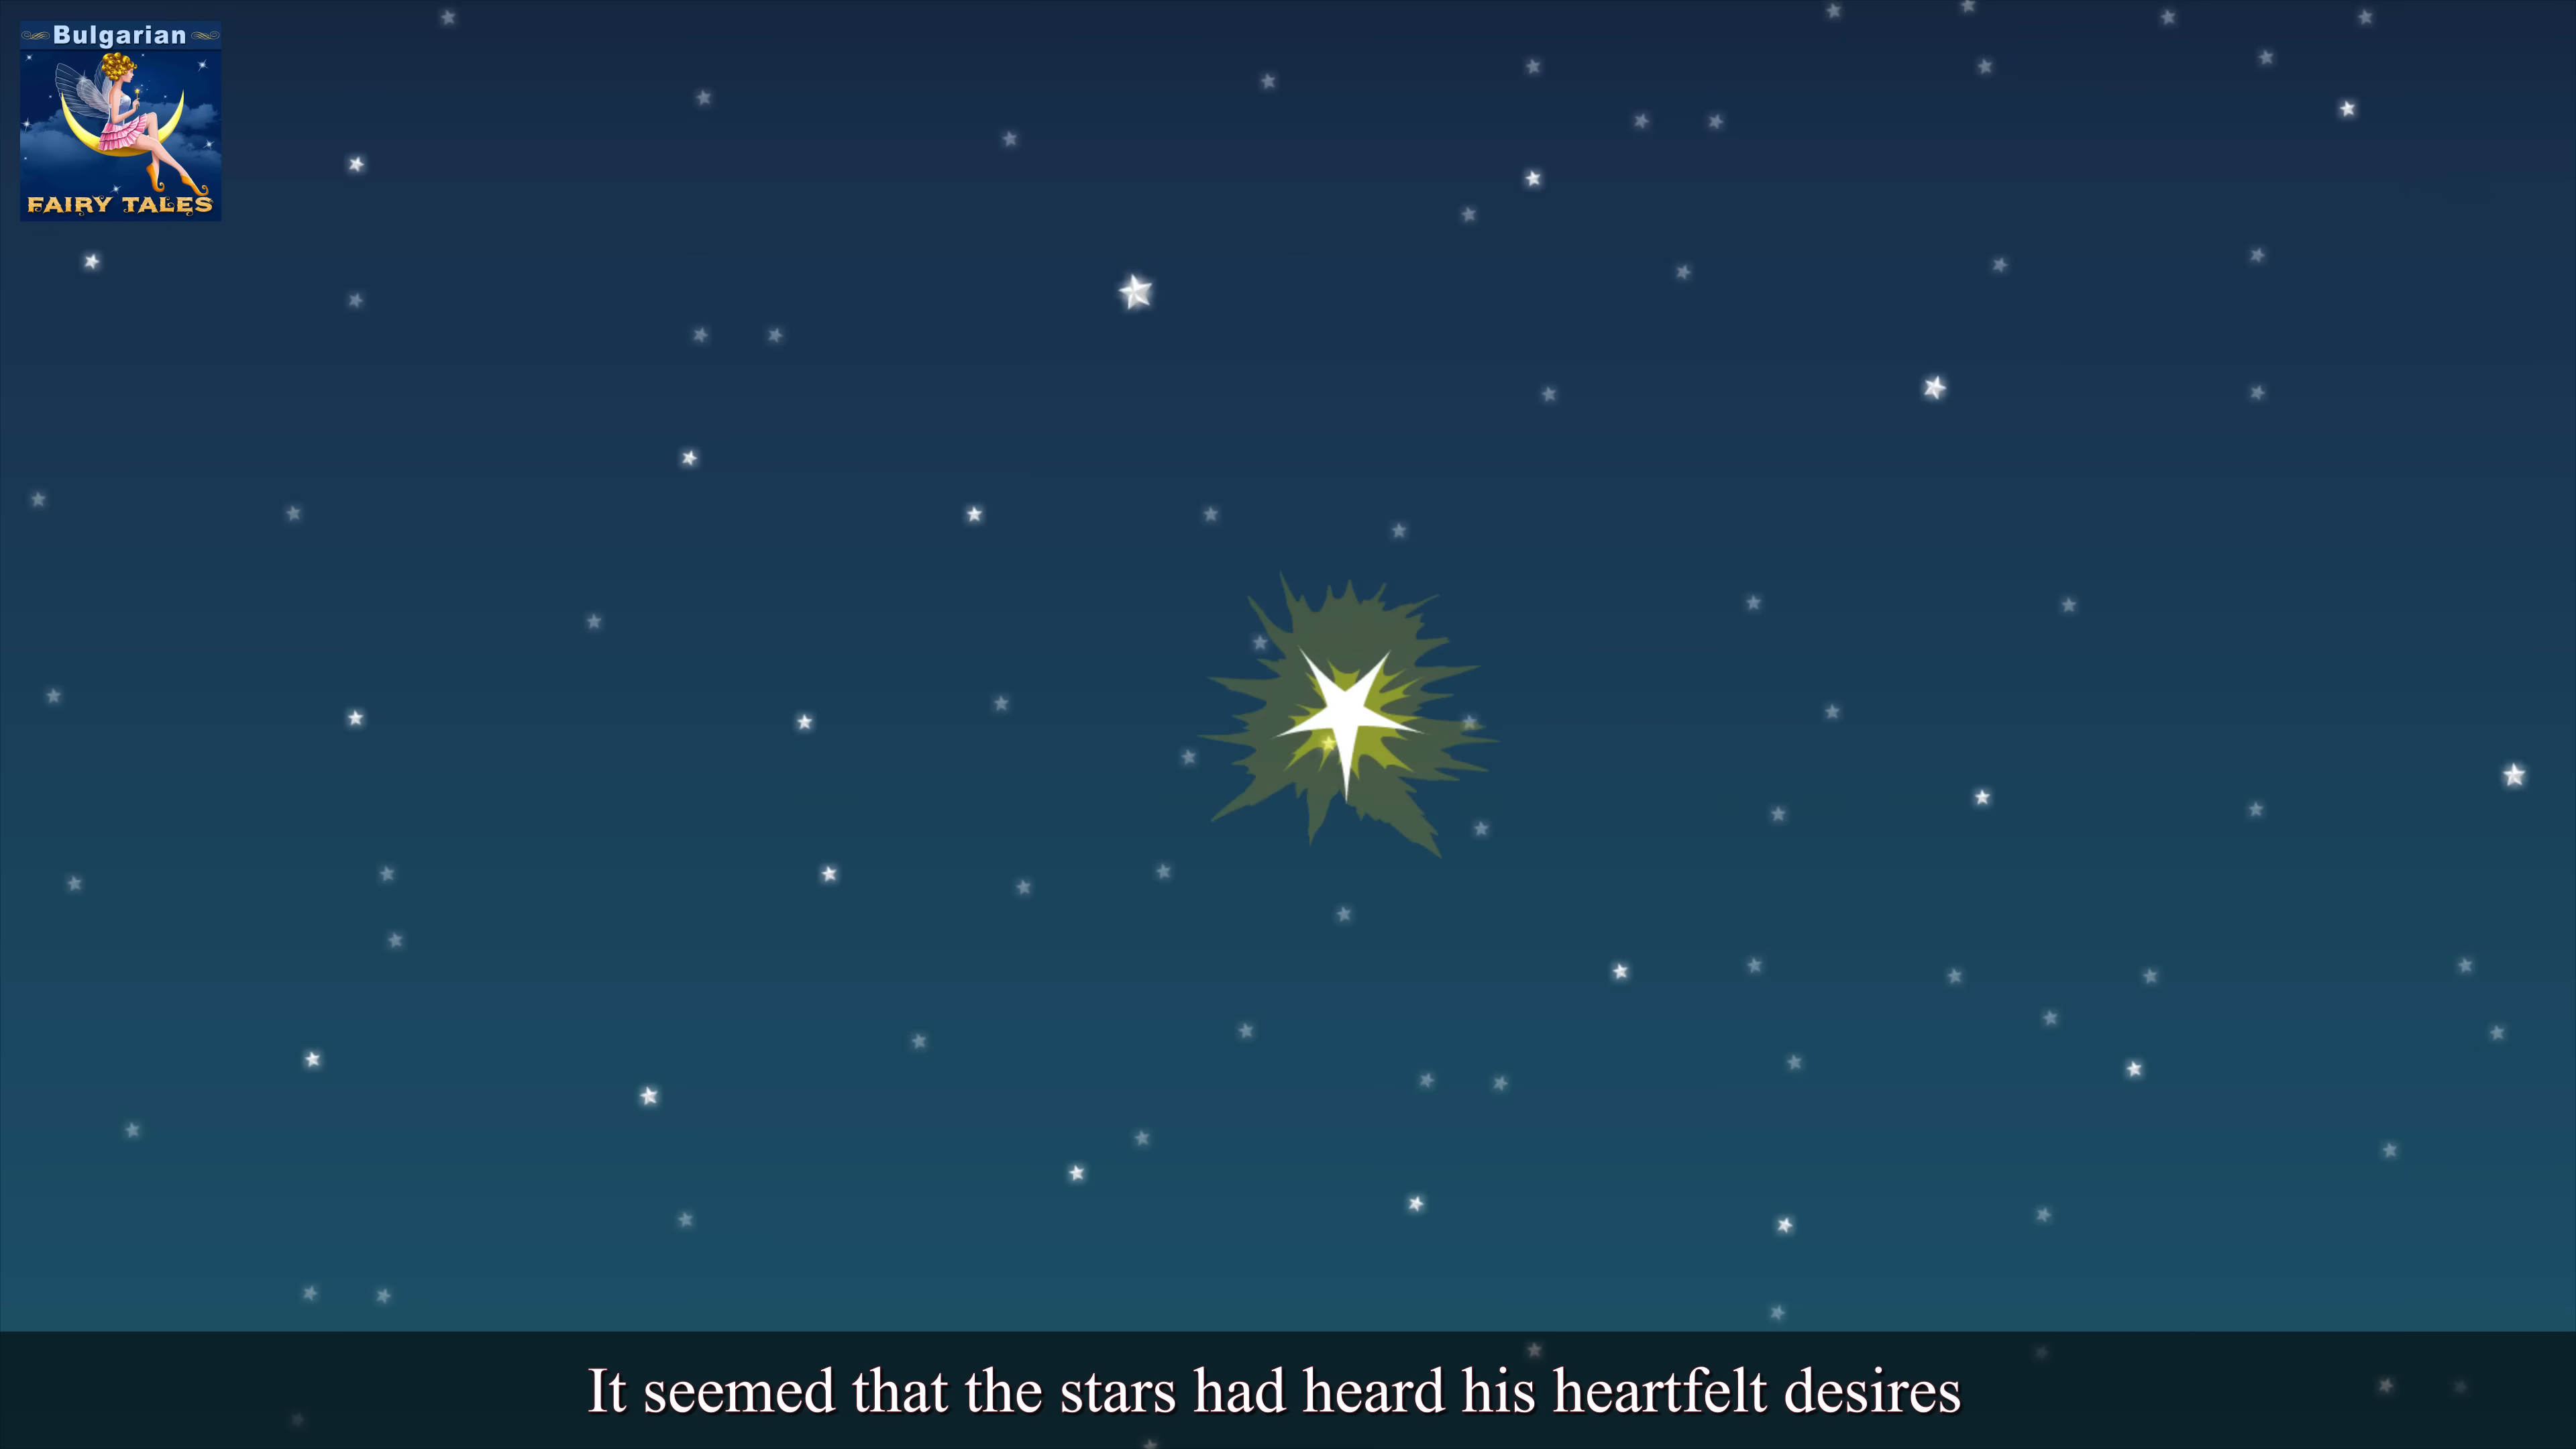 Bulgarian
FAIRY TALES
It seemed that the stars had heard his heartfelt desires